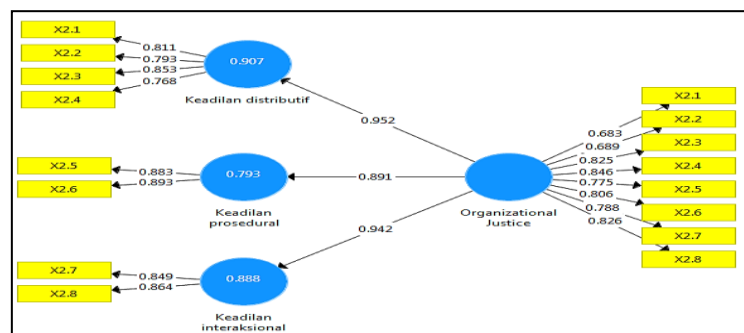 X2.1
X2.2
X2.3
X2.4
0.811
0.793
0.853
0.768
0.907
Keadilan distributif
X2.5
X2.6
0.883
0.893
0.793
Keadilan
prosedural
X2.7
X2.8
0.849
0.864
0.888
Keadilan
interaksional
0.952
0.891
0.942
Organizational
Justice
0.683
0.689
0.825
0.846
0.775
0.806
0.788
0.826
X2.1
X2.2
X2.3
X2.4
X2.5
X2.6
X2.7
X2.8